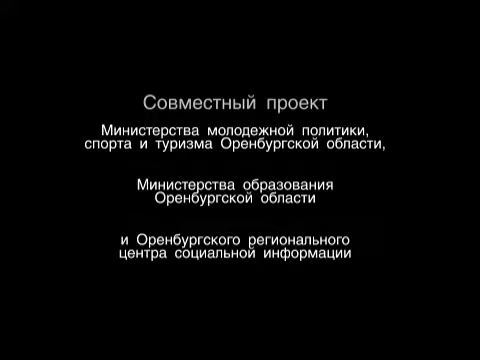 Совместный проект
Министерства молодежной политики,
спорта и туризма Оренбургской области,
Министерства образования
Оренбургской области
и Оренбургского регионального
центра социальной информации